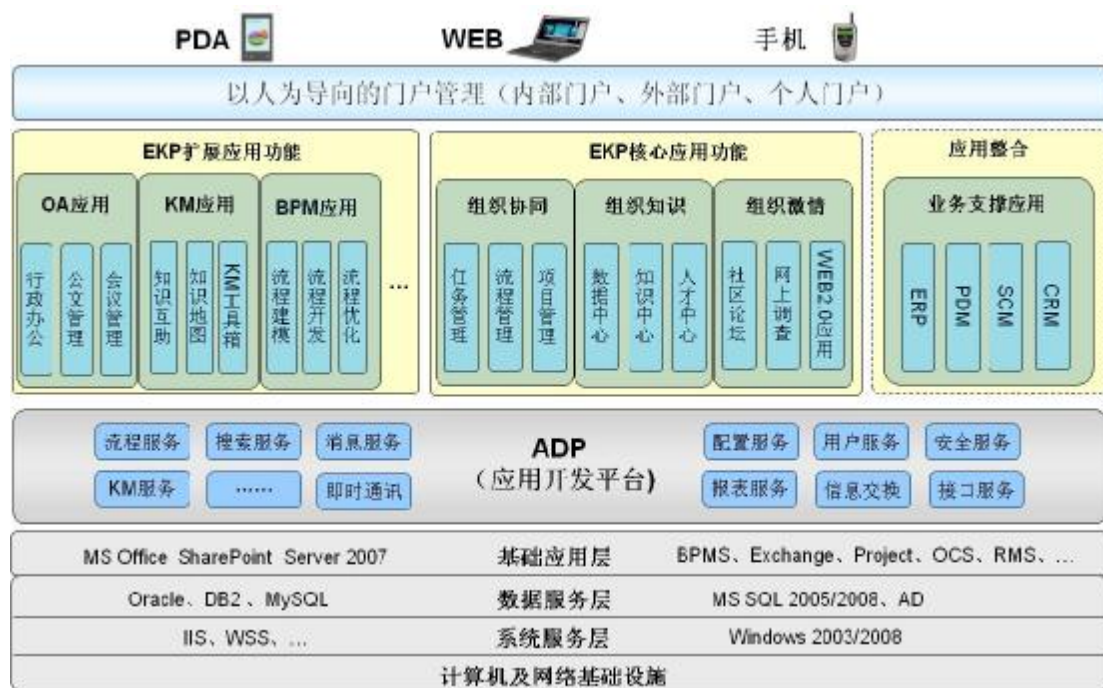 PDA
WEB
手机
以人为导向的门户管理（内部门户、外部门户、个人门户）
EKP扩展应用功能
OA应用
行政办公
公文管理
会议管理
KM应用
知识互助
知识地图
KM工具箱
BPM应用
流程建模
流程开发
流程优化
...
EKP核心应用功能
组织协同
任务管理
流程管理
项目管理
组织知识
数据中心
知识中心
人才中心
组织激情
社区论坛
网上调查
WEB2.0应用
应用整合
业务支撑应用
ERP
PDM
SCM
CRM
流程服务 搜索服务 消息服务
KM服务 …… 即时通讯
ADP
（应用开发平台)
配置服务 用户服务 安全服务
报表服务 信息交换 接口服务
MS Office SharePoint Server 2007 基础应用层 BPMS、Exchange、Project、OCS、RMS、...
Oracle、DB2 、MySQL 数据服务层 MS SQL 2005/2008、AD
IIS、WSS、... 系统服务层 Windows 2003/2008
计算机及网络基础设施